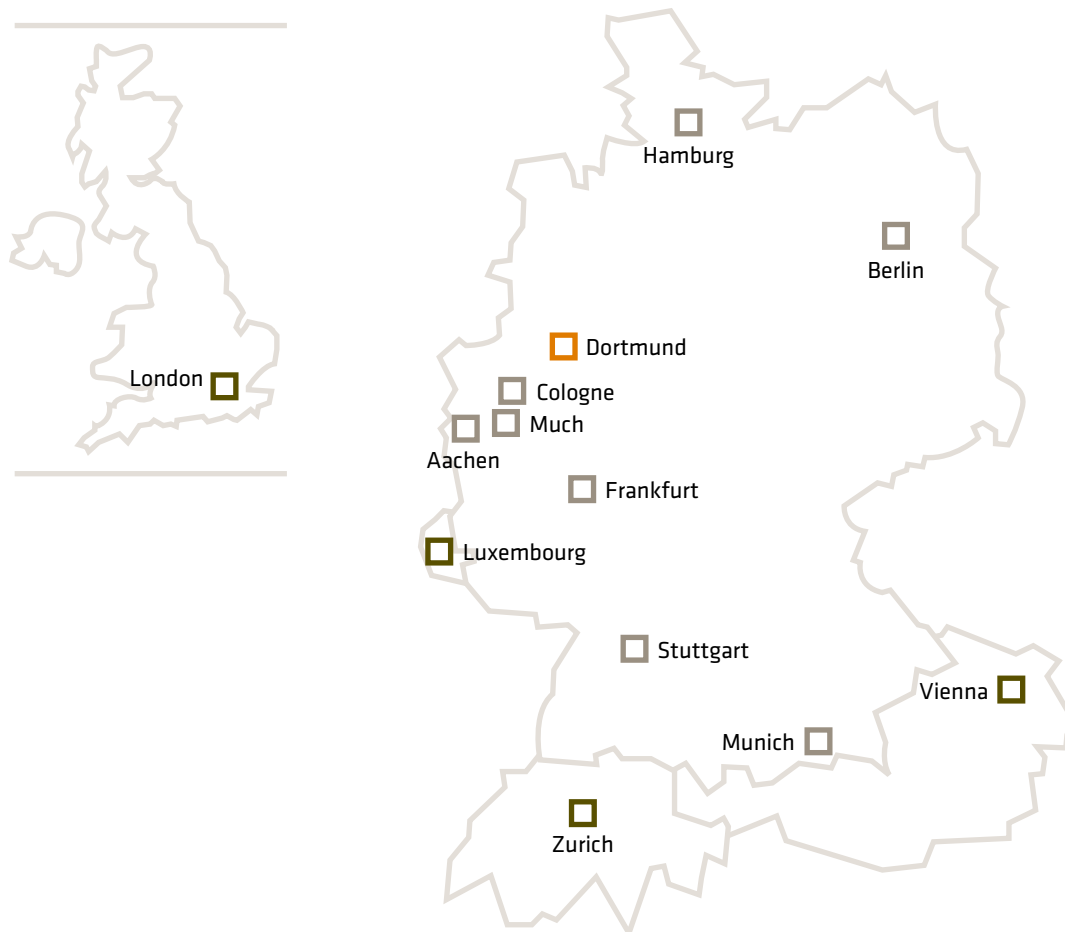 Hamburg
Berlin
Dortmund
London
Cologne
Much
Aachen
Frankfurt
Luxembourg
Stuttgart
Vienna
Munich
Zurich